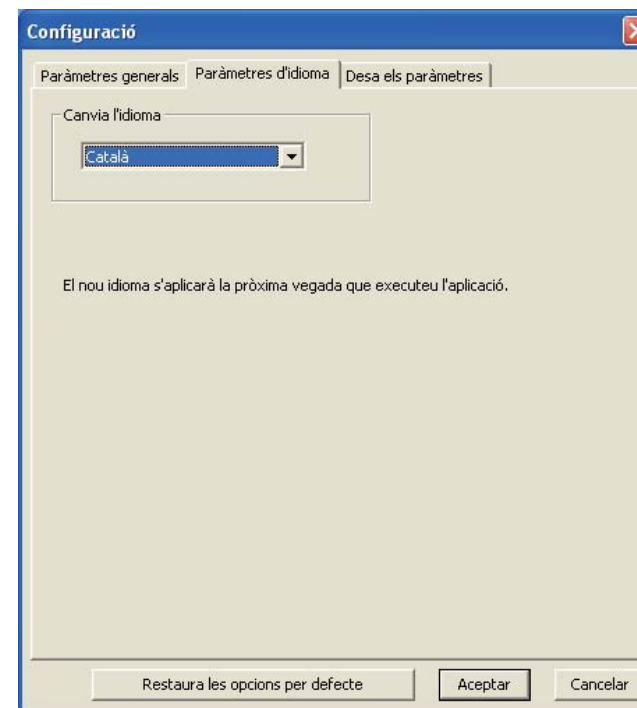 Configuració
Paràmetres generals Paràmetres d'idioma Desa els paràmetres
Canvia l'idioma
Català
El nou idioma s'aplicarà la pròxima vegada que executeu l'aplicació.
Restaura les opcions per defecte Aceptar Cancelar